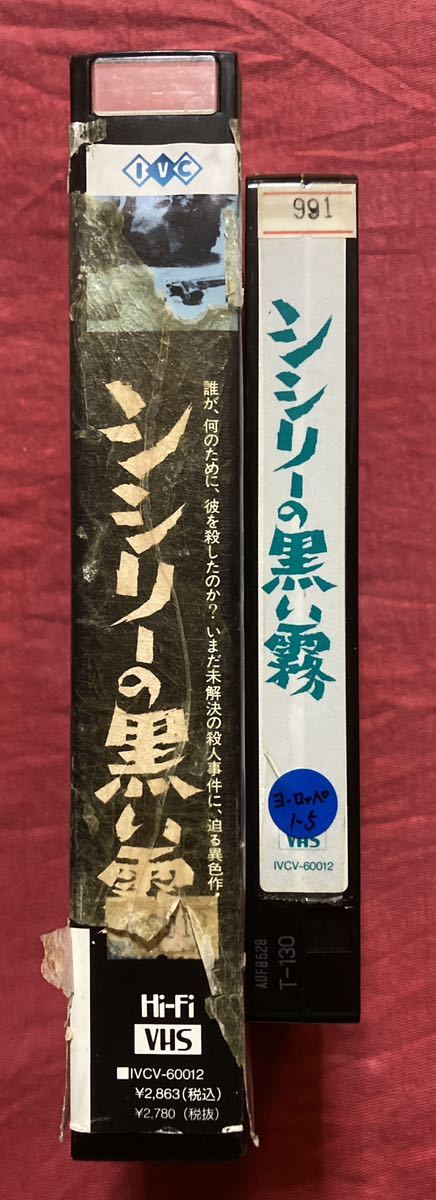 IVC
シシリーの黒い霧
誰が、何のために、彼を殺したのか? いまだ未解決の殺人事件に、迫る異色作。
Hi-Fi
VHS
■IVCV-60012
¥2,863(税込)
¥2,780(税抜)
991
シシリーの黒い霧
ヨーロッパ
1-5
VHS
IVCV-60012
T-130